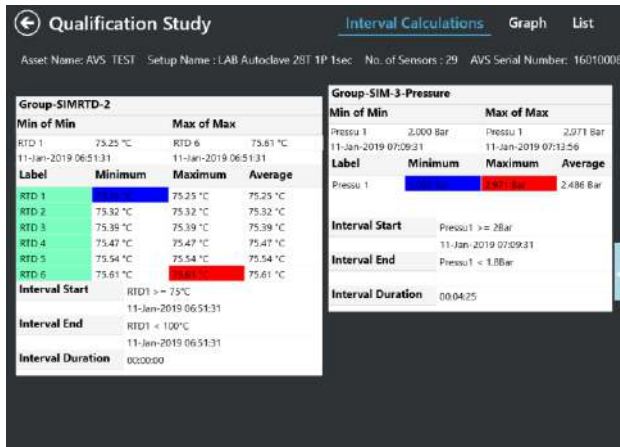 Qualification Study
Interval Calculations Graph List
Asset Name: AVS TEST Setup Name : LAB Autoclave 28T 1P 1sec No. of Sensors : 29 AVS Serial Number: 16010008
Group-SIMRTD-2
Min of Min Max of Max
RTD 1 75.25 °C RTD 6 75.61 °C
11-Jan-2019 06:51:31 11-Jan-2019 06:51:31
Label Minimum Maximum Average
RTD 1 75.25 °C 75.25 °C
RTD 2 75.32 °C 75.32 °C 75.32 °C
RTD 3 75.39 °C 75.39 °C 75.39 °C
RTD 4 75.47 °C 75.47 °C 75.47 °C
RTD 5 75.54 °C 75.54 °C 75.54 °C
RTD 6 75.61 °C 75.61 °C 75.61 °C
Interval Start RTD1 >= 75°C
11-Jan-2019 06:51:31
Interval End RTD1 < 100°C
11-Jan-2019 06:51:31
Interval Duration 00:00:00
Group-SIM-3-Pressure
Min of Min Max of Max
Pressu 1 2.000 Bar Pressu 1 2.971 Bar
11-Jan-2019 07:09:31 11-Jan-2019 07:13:56
Label Minimum Maximum Average
Pressu 1 2.971 Bar 2.486 Bar
Interval Start Pressu1 >= 2Bar
11-Jan-2019 07:09:31
Interval End Pressu1 < 1.8Bar
Interval Duration 00:04:25